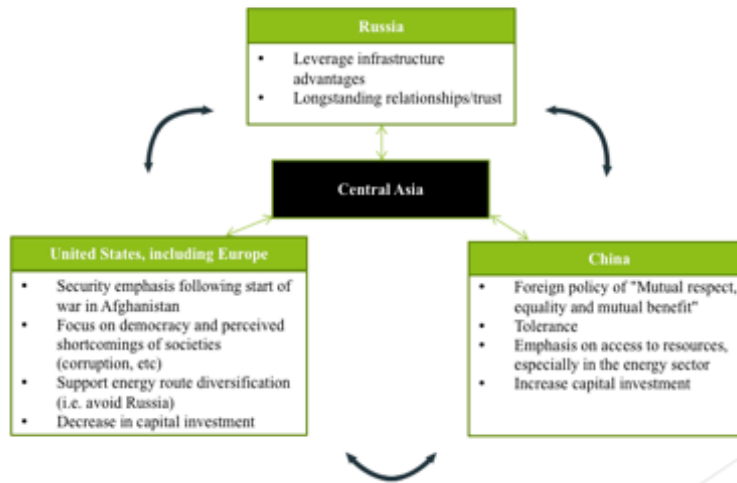 Russia
• Leverage infrastructure
advantages
• Longstanding relationships/trust
Central Asia
United States, including Europe
• Security emphasis following start of
war in Afghanistan
• Focus on democracy and perceived
shortcomings of societies
(corruption, etc)
• Support energy route diversification
(i.e. avoid Russia)
• Decrease in capital investment
China
• Foreign policy of "Mutual respect,
equality and mutual benefit"
• Tolerance
• Emphasis on access to resources,
especially in the energy sector
• Increase capital investment